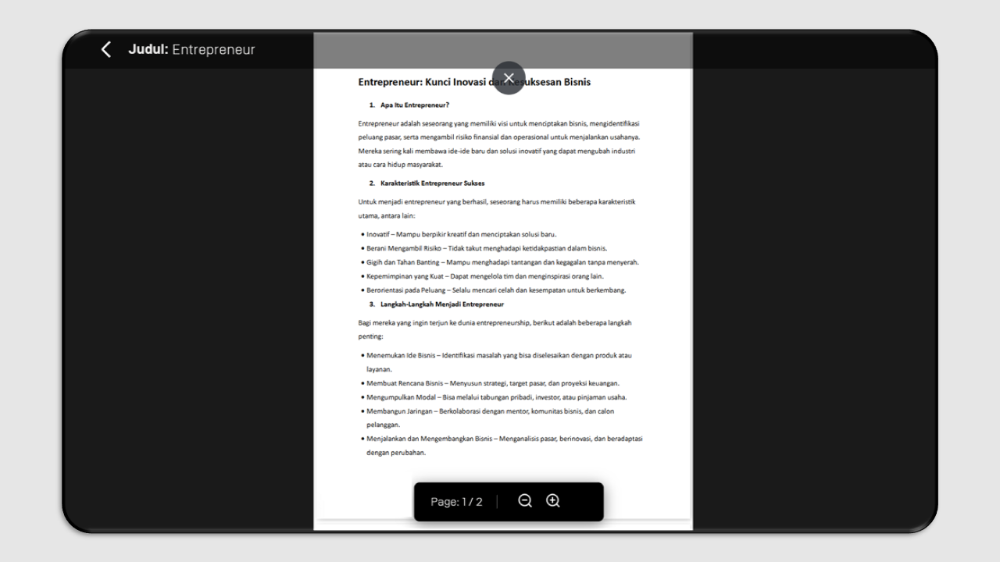 Judul: Entrepreneur
Entrepreneur: Kunci Inovasi dan Kesuksesan Bisnis
1. Apa Itu Entrepreneur?
Entrepreneur adalah seseorang yang memiliki visi untuk menciptakan bisnis, mengidentifikasi
peluang pasar, serta mengambil risiko finansial dan operasional untuk menjalankan usahanya.
Mereka sering kali membawa ide-ide baru dan solusi inovatif yang dapat mengubah industri
atau cara hidup masyarakat.
2. Karakteristik Entrepreneur Sukses
Untuk menjadi entrepreneur yang berhasil, seseorang harus memiliki beberapa karakteristik
utama, antara lain:
• Inovatif – Mampu berpikir kreatif dan menciptakan solusi baru.
• Berani Mengambil Risiko – Tidak takut menghadapi ketidakpastian dalam bisnis.
• Gigih dan Tahan Banting – Mampu menghadapi tantangan dan kegagalan tanpa menyerah.
• Kepemimpinan yang Kuat – Dapat mengelola tim dan menginspirasi orang lain.
• Berorientasi pada Peluang – Selalu mencari celah dan kesempatan untuk berkembang.
3. Langkah-Langkah Menjadi Entrepreneur
Bagi mereka yang ingin terjun ke dunia entrepreneurship, berikut adalah beberapa langkah
penting:
• Menemukan Ide Bisnis – Identifikasi masalah yang bisa diselesaikan dengan produk atau
layanan.
• Membuat Rencana Bisnis – Menyusun strategi, target pasar, dan proyeksi keuangan.
• Mengumpulkan Modal – Bisa melalui tabungan pribadi, investor, atau pinjaman usaha.
• Membangun Jaringan – Berkolaborasi dengan mentor, komunitas bisnis, dan calon
pelanggan.
• Menjalankan dan Mengembangkan Bisnis – Menganalisis pasar, berinovasi, dan beradaptasi
dengan perubahan.
Page: 1 / 2